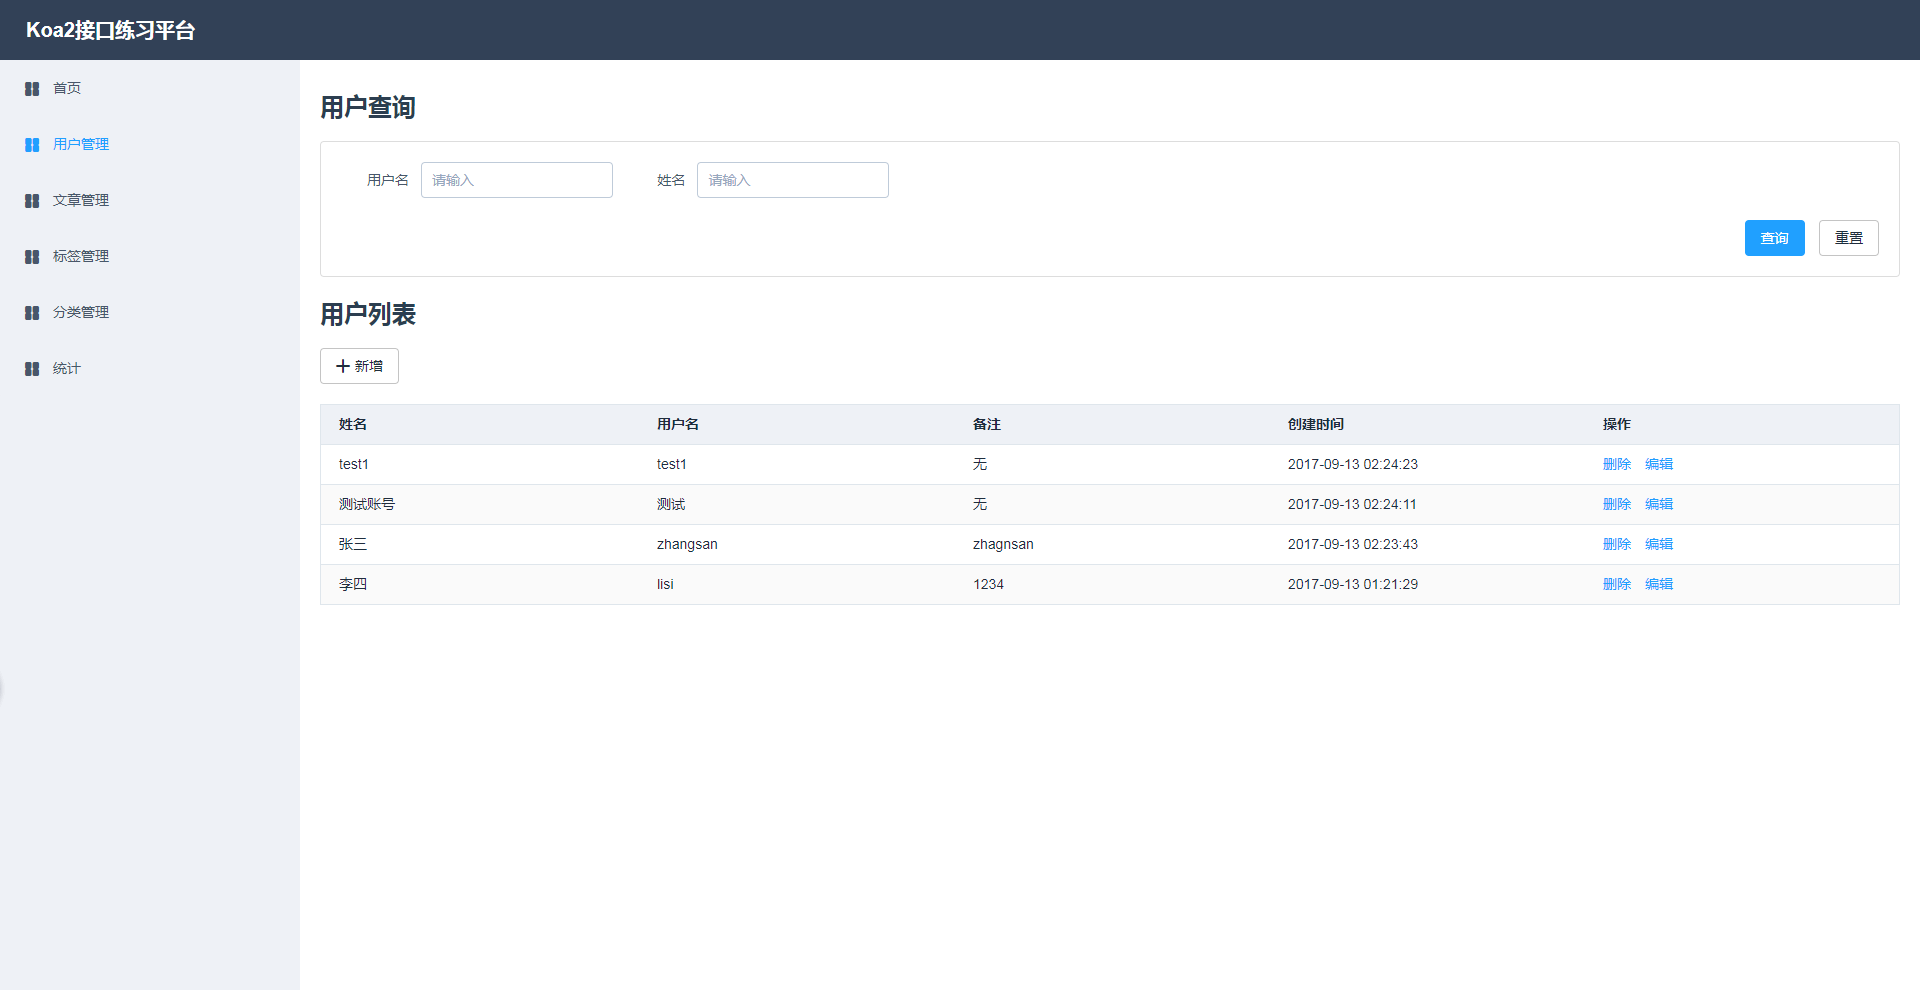 Koa2接口练习平台
首页
用户管理
文章管理
标签管理
分类管理
统计
用户查询
用户名 请输入 姓名 请输入
查询 重置
用户列表
新增
姓名 用户名 备注 创建时间 操作
test1 test1 无 2017-09-13 02:24:23 删除 编辑
测试账号 测试 无 2017-09-13 02:24:11 删除 编辑
张三 zhangsan zhagnsan 2017-09-13 02:23:43 删除 编辑
李四 lisi 1234 2017-09-13 01:21:29 删除 编辑